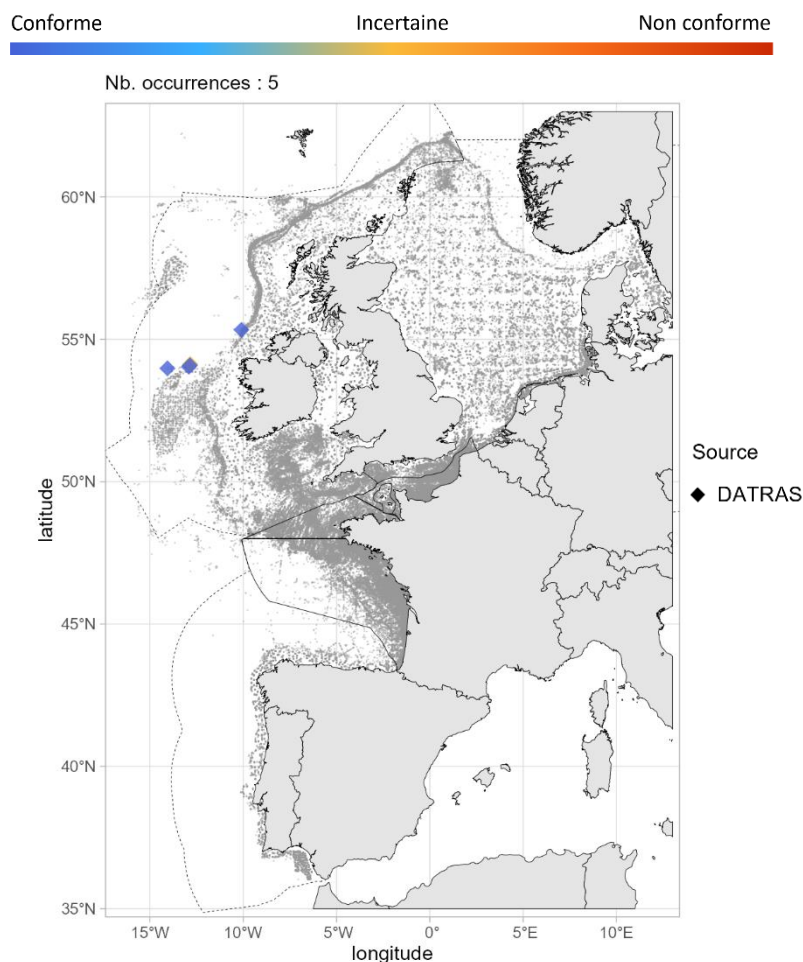 Conforme Incertaine Non conforme
Nb. occurrences : 5
60°N
55°N
50°N
45°N
40°N
35°N
latitude
15°W 10°W 5°W 0° 5°E 10°E
longitude
Source
DATRAS